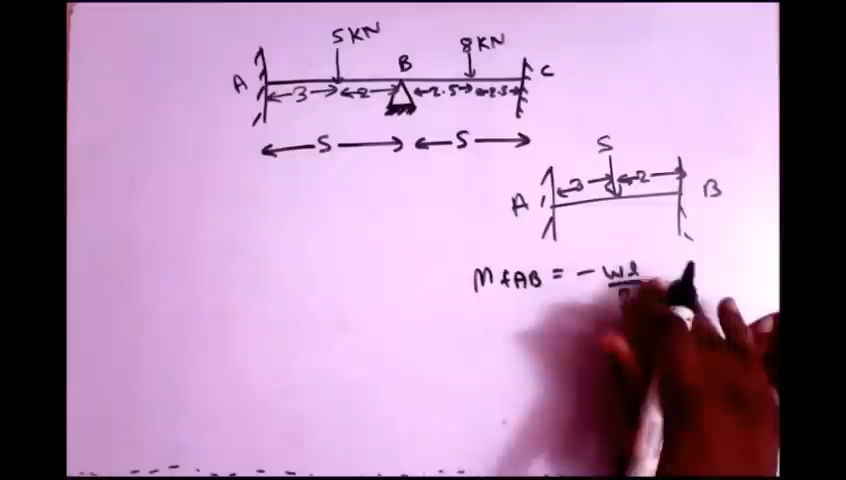 5KN
8KN
A B C
3 2 2.5 2.5
5 5
5
3 2
A B
MfAB = - Wl